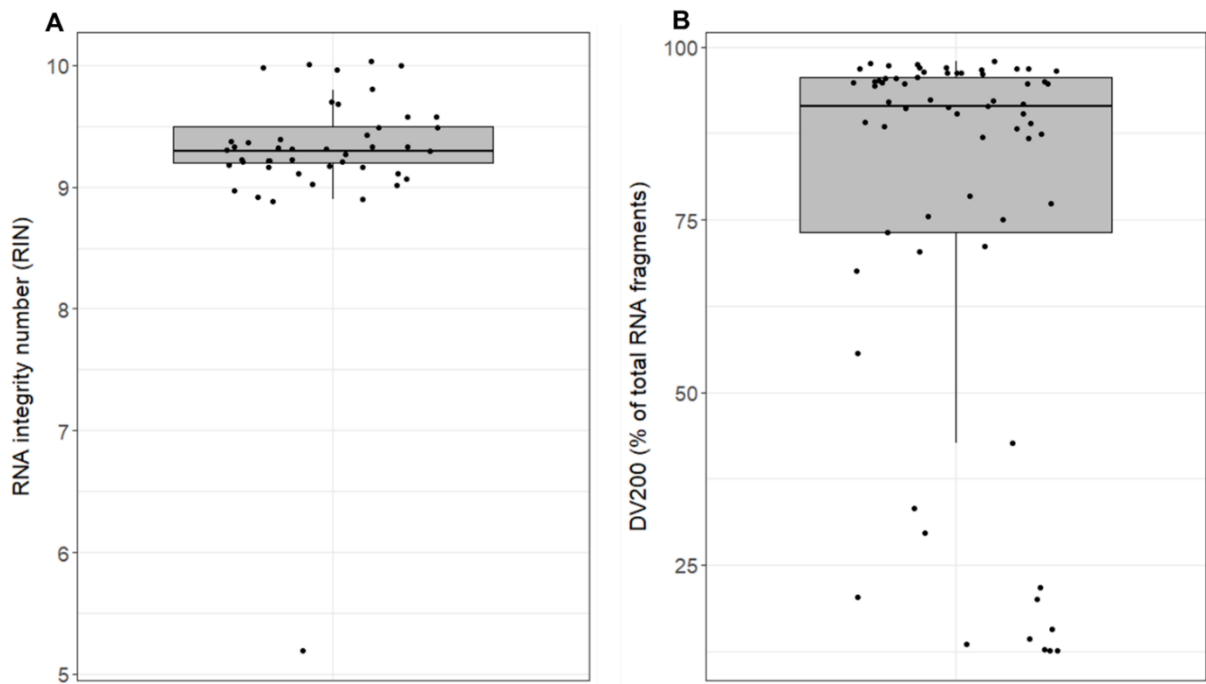 A
RNA integrity number (RIN)
10
9
8
7
6
5
B
DV200 (% of total RNA fragments)
100
75
50
25